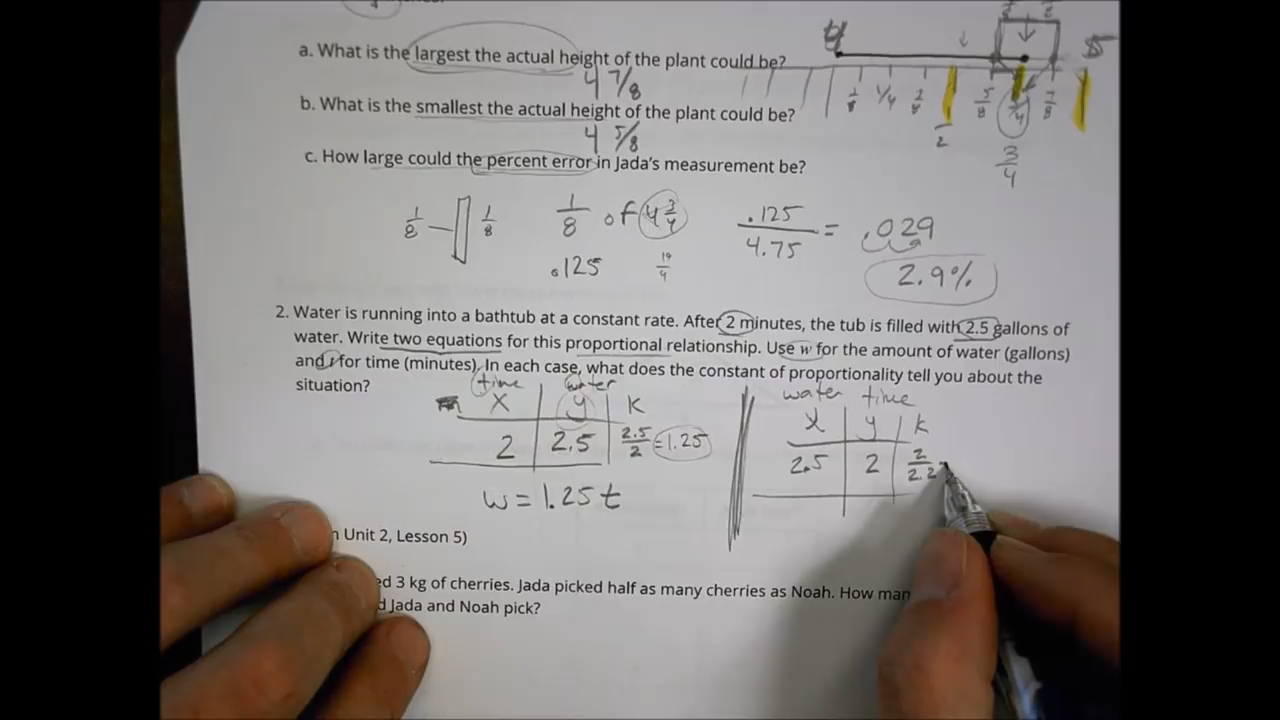 a. What is the largest the actual height of the plant could be?
4 7/8
b. What is the smallest the actual height of the plant could be?
4 5/8
c. How large could the percent error in Jada's measurement be?
1/8 1/8 1/8 of 4 3/4 .125/4.75 = .029
.125 19/4 2.9%
5
1/8 1/4 1/2 5/8 3/4 7/8
3/4
2. Water is running into a bathtub at a constant rate. After 2 minutes, the tub is filled with 2.5 gallons of
water. Write two equations for this proportional relationship. Use w for the amount of water (gallons)
and t for time (minutes). In each case, what does the constant of proportionality tell you about the
situation?
time water
x y k
2 2.5 2.5/2 = 1.25
w = 1.25 t
water time
x y k
2.5 2 2/2.2
Unit 2, Lesson 5)
3 kg of cherries. Jada picked half as many cherries as Noah. How
Jada and Noah pick?